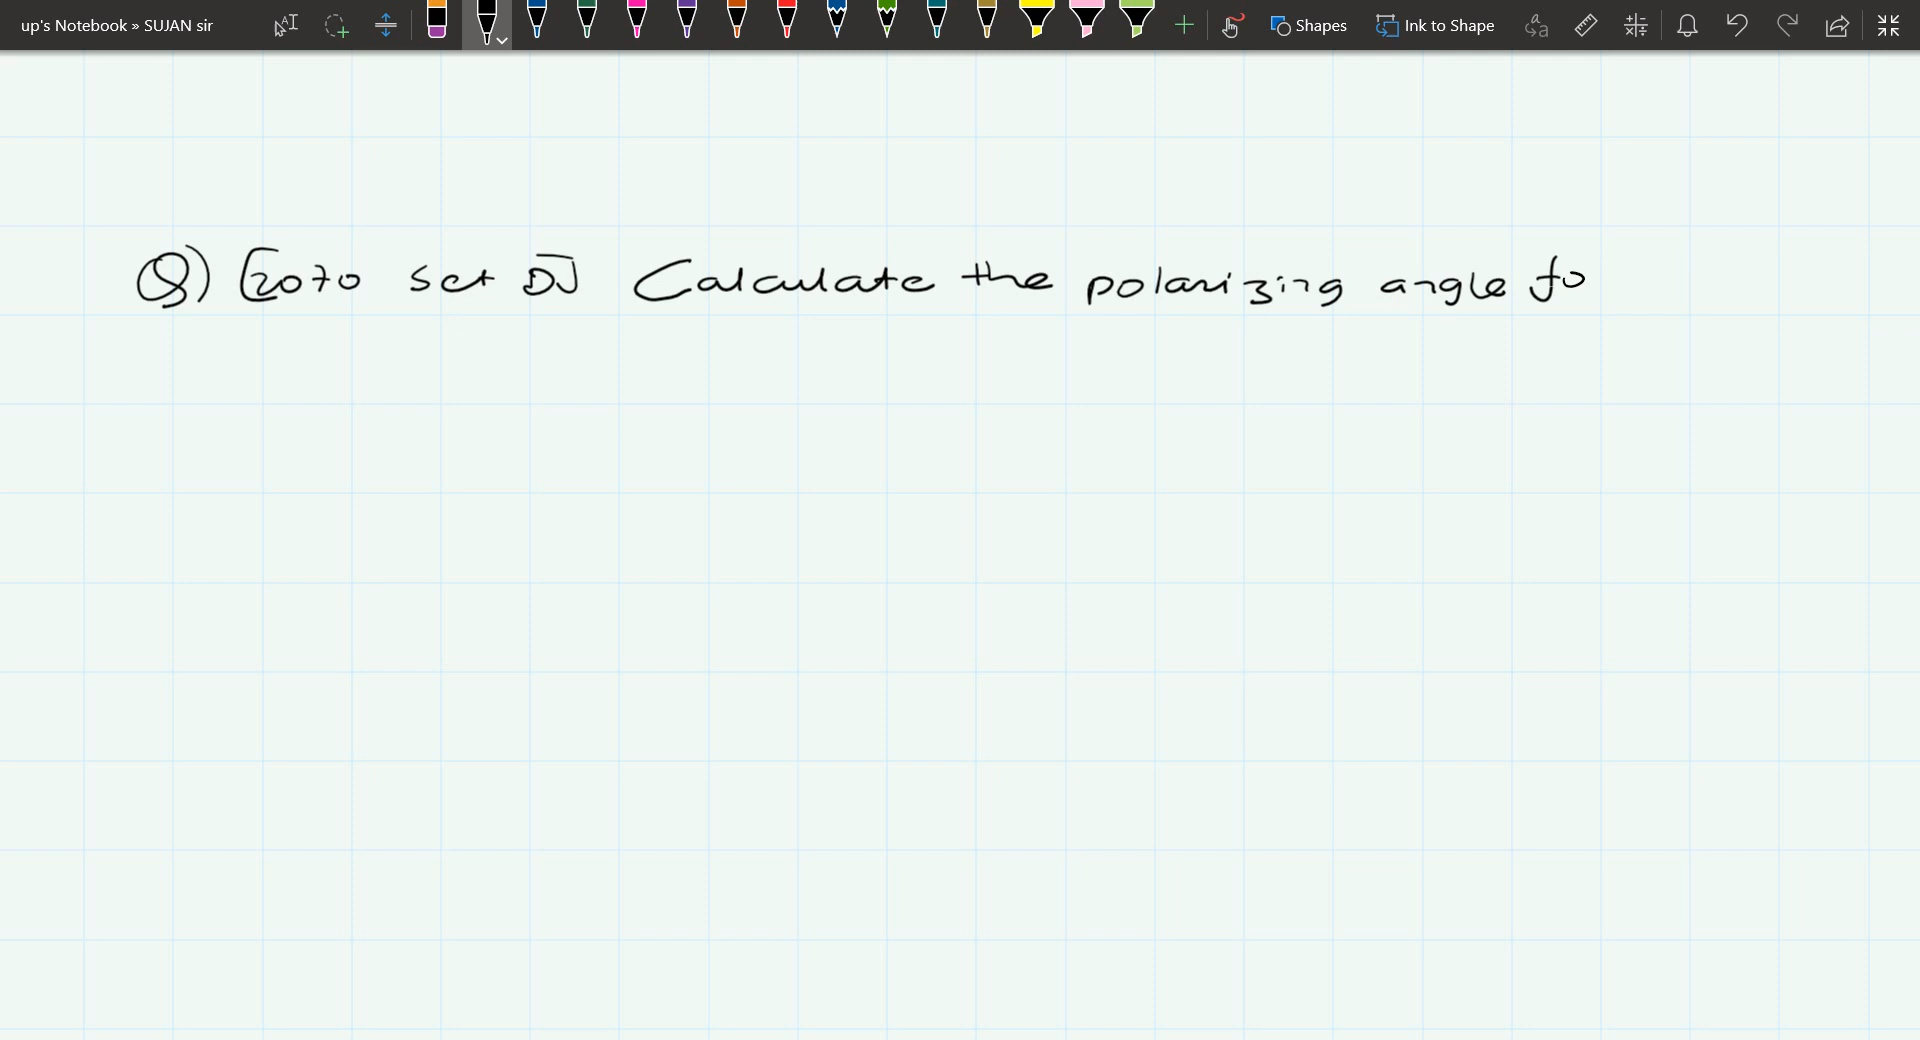 up's Notebook » SUJAN sir Shapes Ink to Shape
Q) [2070 set D] Calculate the polarizing angle fo